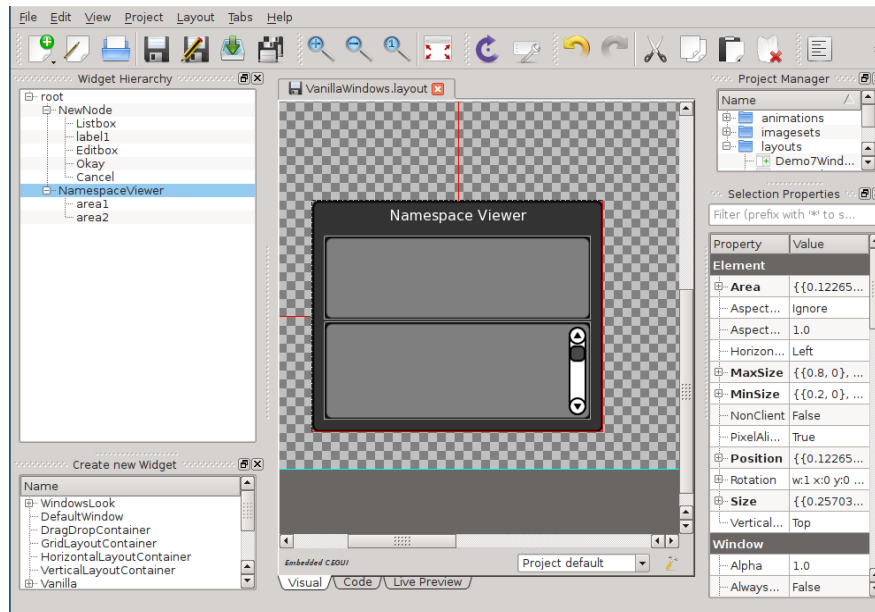 File Edit View Project Layout Tabs Help
Widget Hierarchy
root
NewNode
Listbox
label1
Editbox
Okay
Cancel
NamespaceViewer
area1
area2
Create new Widget
Name
WindowsLook
DefaultWindow
DragDropContainer
GridLayoutContainer
HorizontalLayoutContainer
VerticalLayoutContainer
Vanilla
VanillaWindows.layout
Namespace Viewer
Embedded CEGUI
Project default
Visual Code Live Preview
Project Manager
Name
animations
imagesets
layouts
Demo7Wind...
Selection Properties
Filter (prefix with '*' to s...
Property Value
Element
Area {{0.12265...
Aspect... Ignore
Aspect... 1.0
Horizon... Left
MaxSize {{0.8, 0}, ...
MinSize {{0.2, 0}, ...
NonClient False
PixelAli... True
Position {{0.12265...
Rotation w:1 x:0 y:0 ...
Size {{0.25703...
Vertical... Top
Window
Alpha 1.0
Always... False